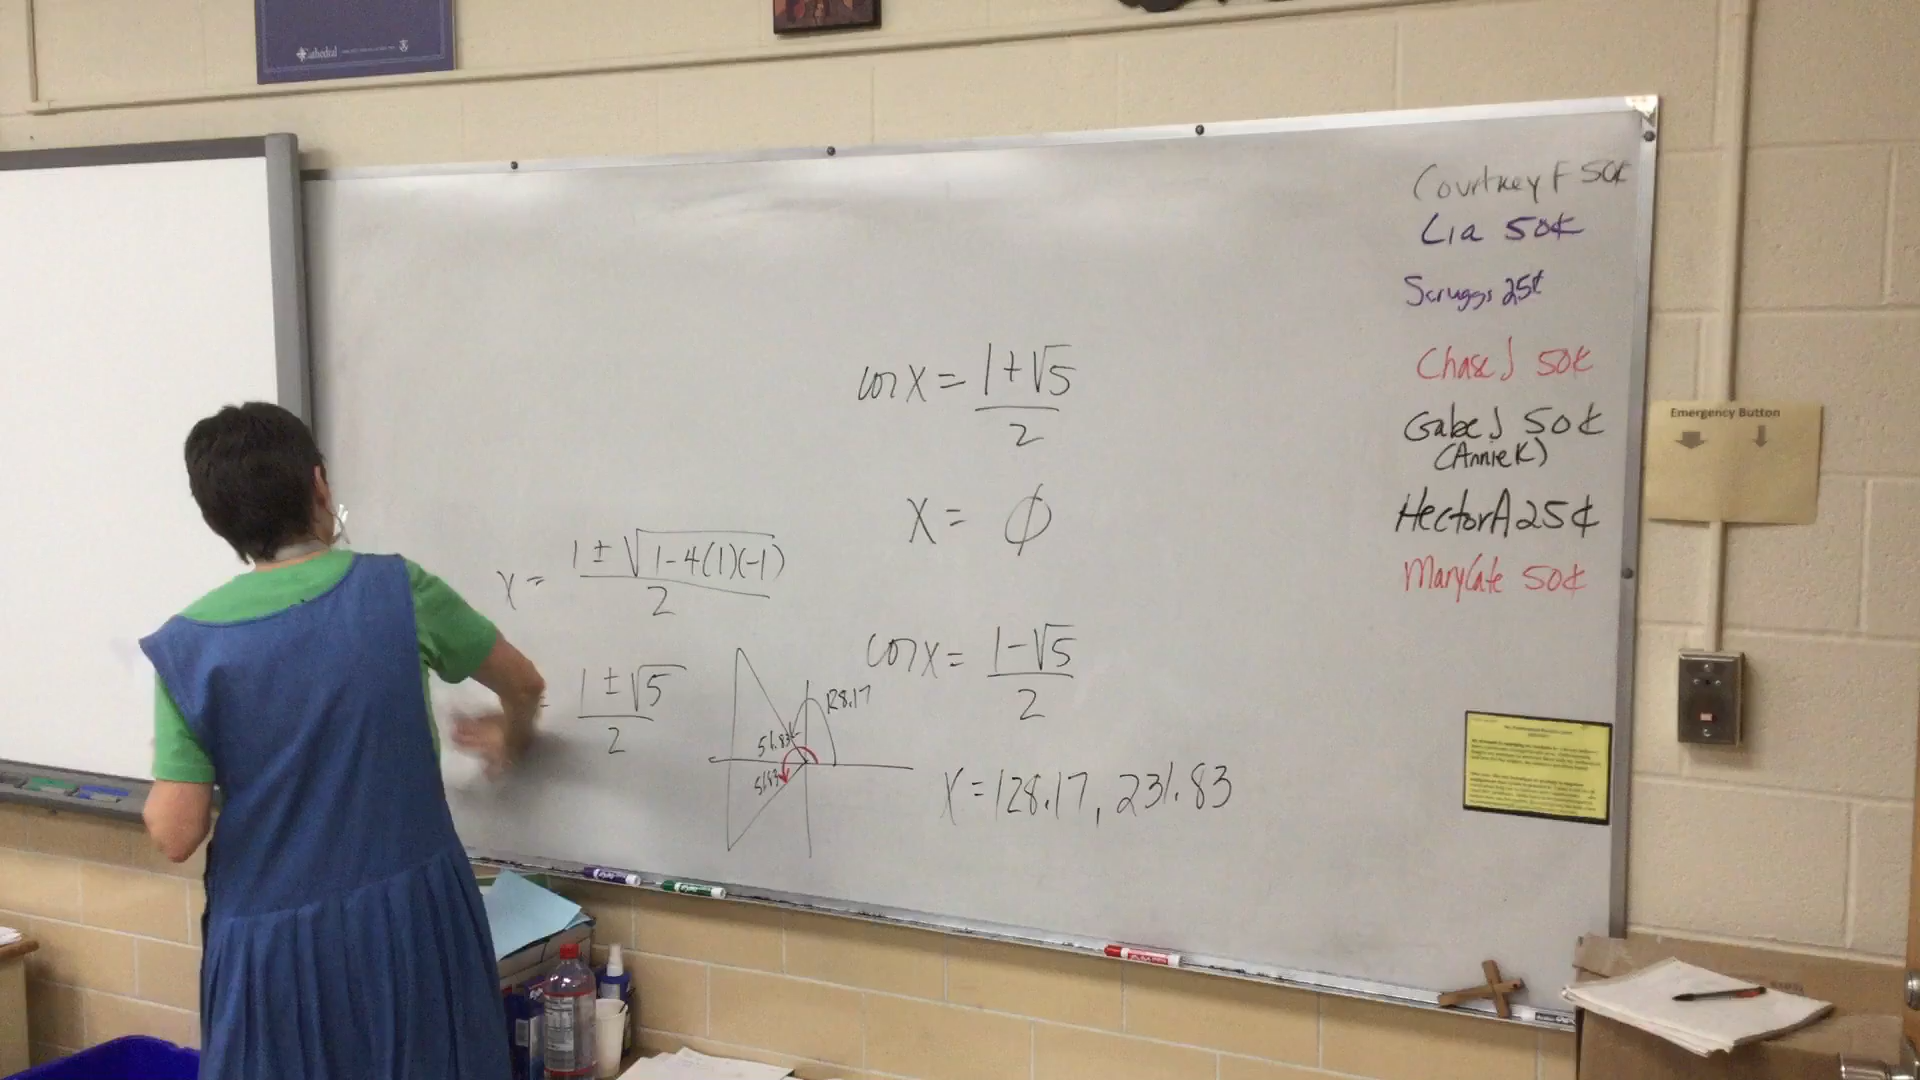 Cathedral
x = 1 ± √1-4(1)(-1) / 2
= 1 ± √5 / 2
51.83
51.83
128.17
cos x = 1+√5 / 2
x = ∅
cos x = 1-√5 / 2
x = 128.17, 231.83
Courtney F 50¢
Lia 50¢
Scruggs 25¢
Chase J 50¢
Gabe J 50¢
(Annie K)
Hector A 25¢
MaryCate 50¢
Emergency Button